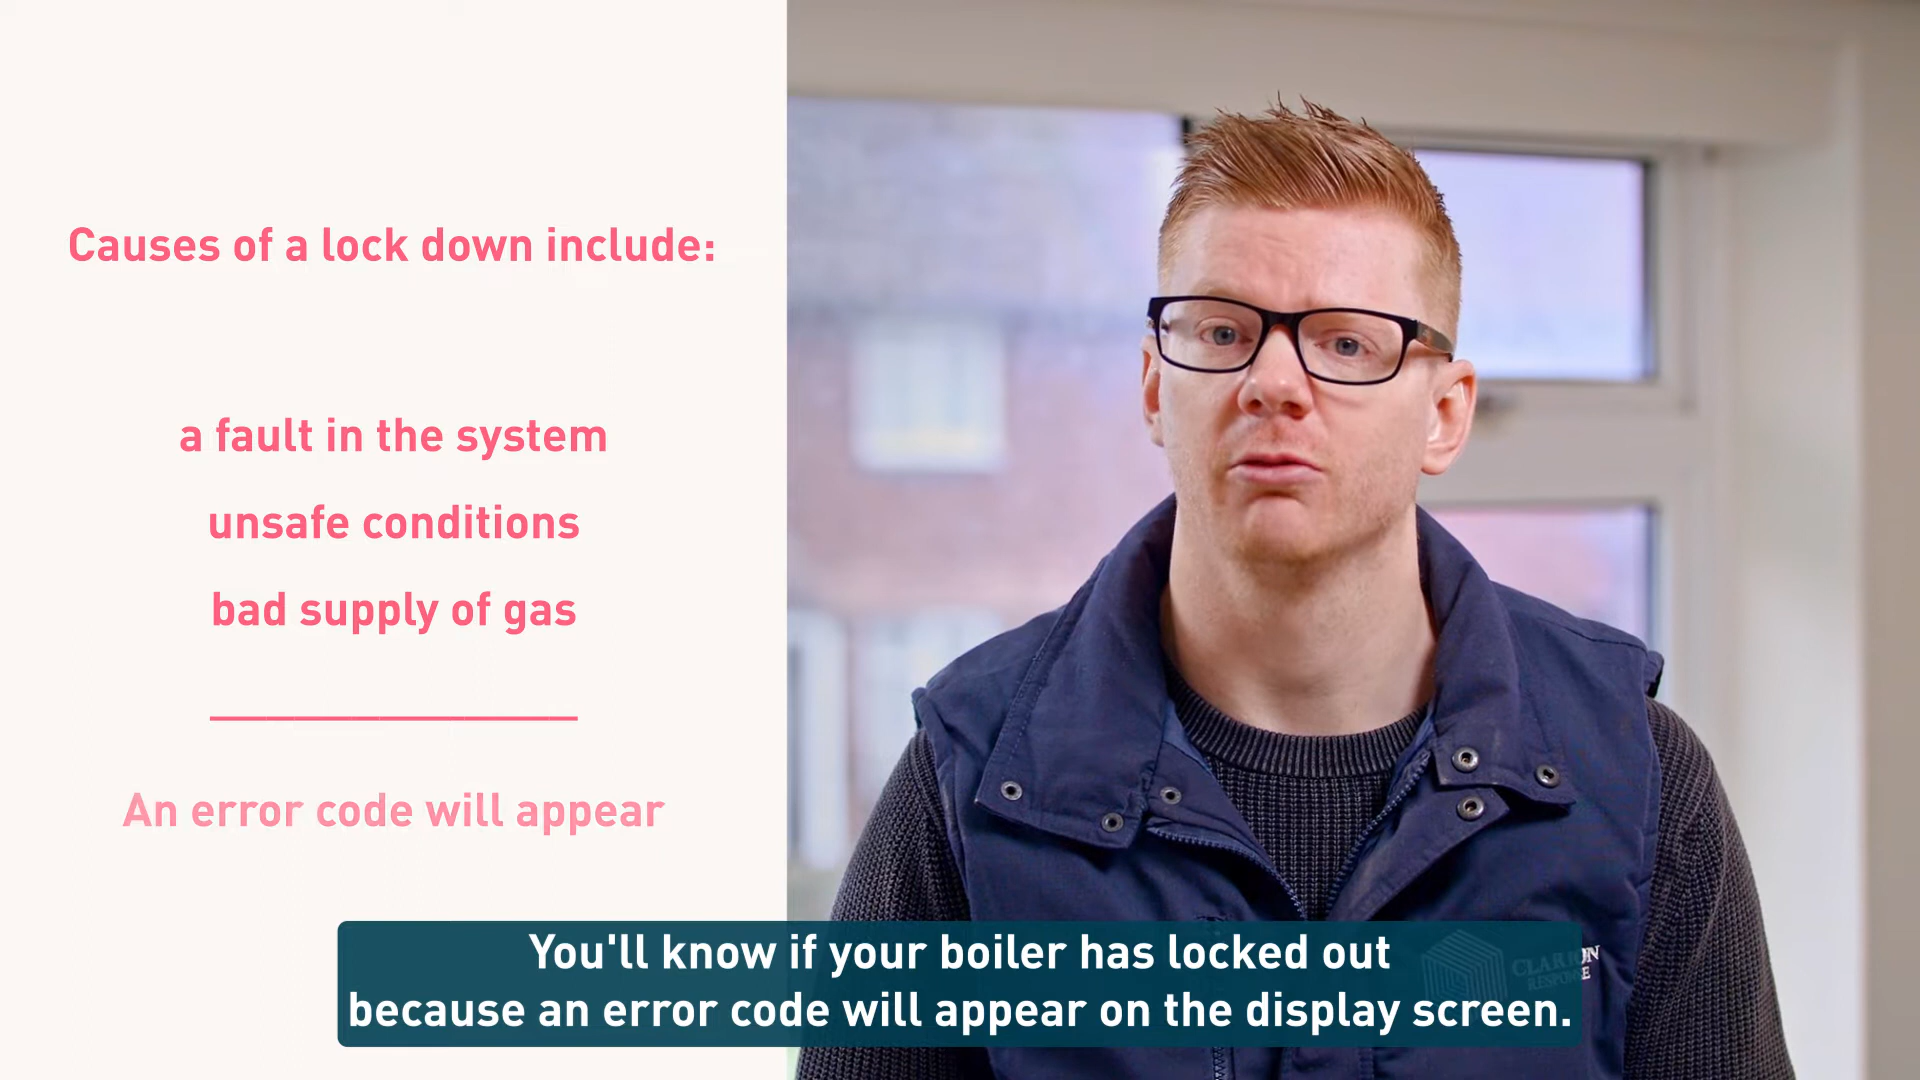 Causes of a lock down include:
a fault in the system
unsafe conditions
bad supply of gas
An error code will appear
You'll know if your boiler has locked out
because an error code will appear on the display screen.
CLARION
RESPONSE